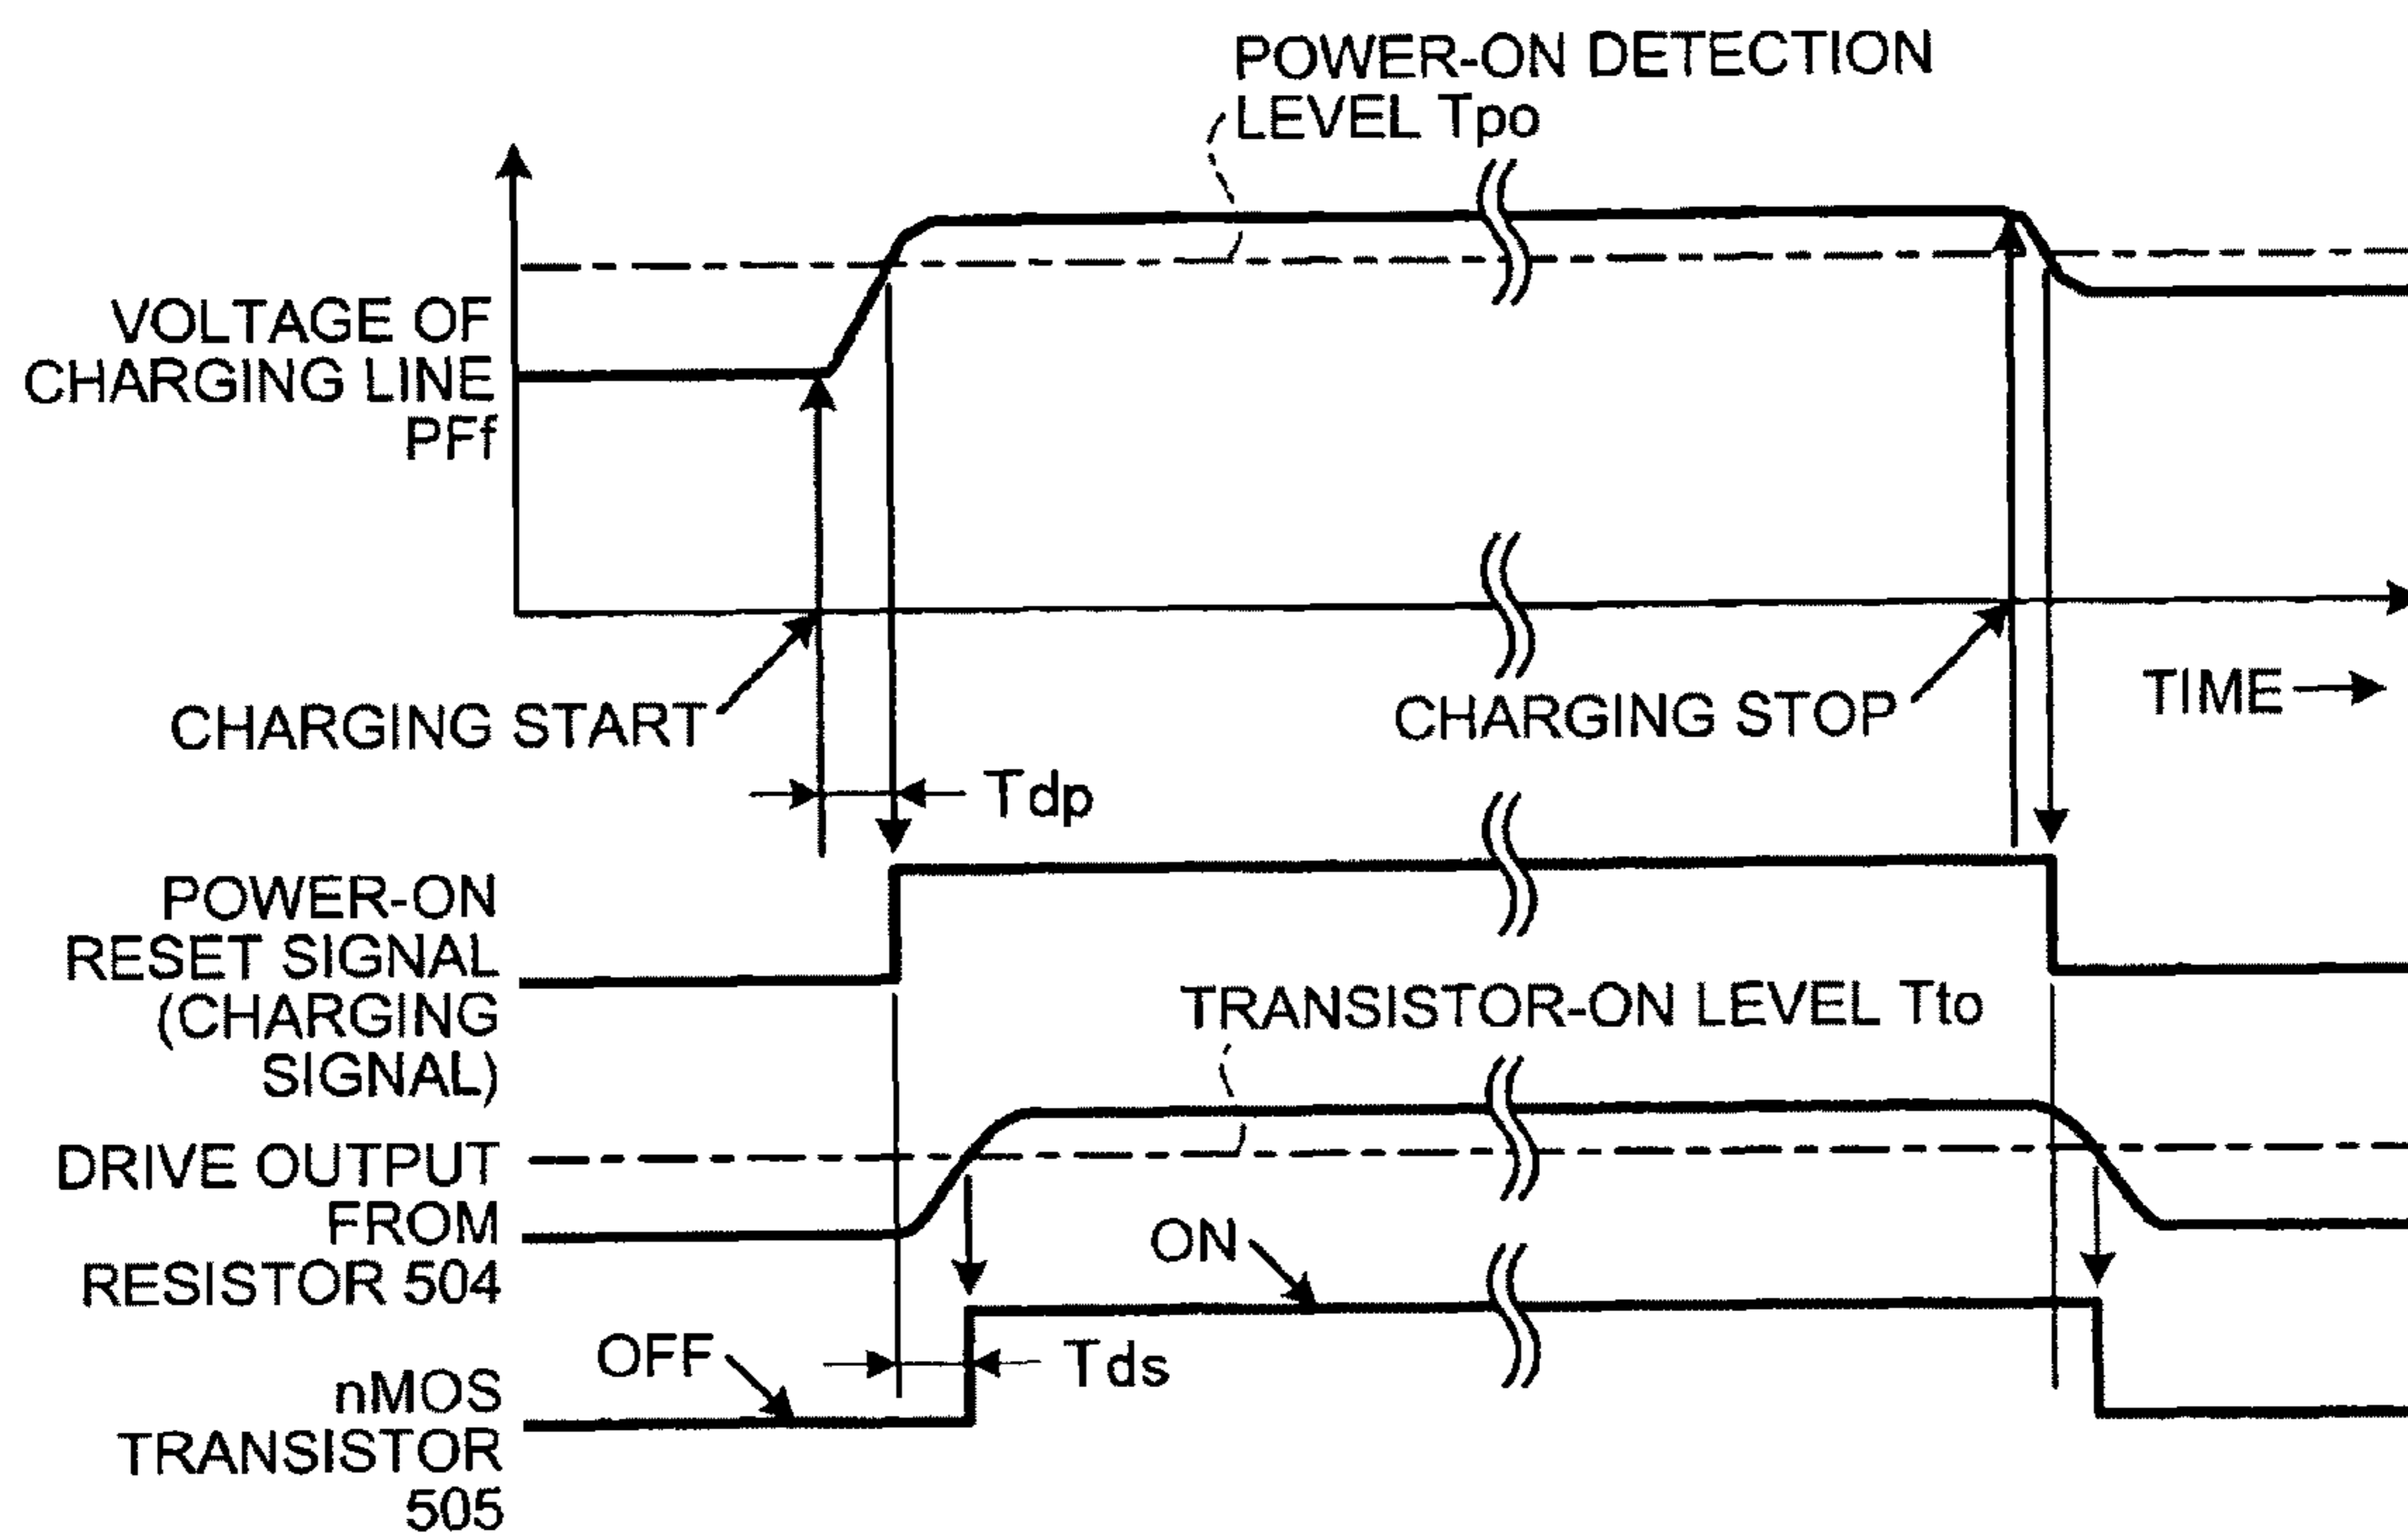 POWER-ON DETECTION
LEVEL Tpo
VOLTAGE OF
CHARGING LINE
PFf
CHARGING START
CHARGING STOP
TIME
Tdp
POWER-ON
RESET SIGNAL
(CHARGING
SIGNAL)
TRANSISTOR-ON LEVEL Tto
DRIVE OUTPUT
FROM
RESISTOR 504
ON
OFF
Tds
nMOS
TRANSISTOR
505